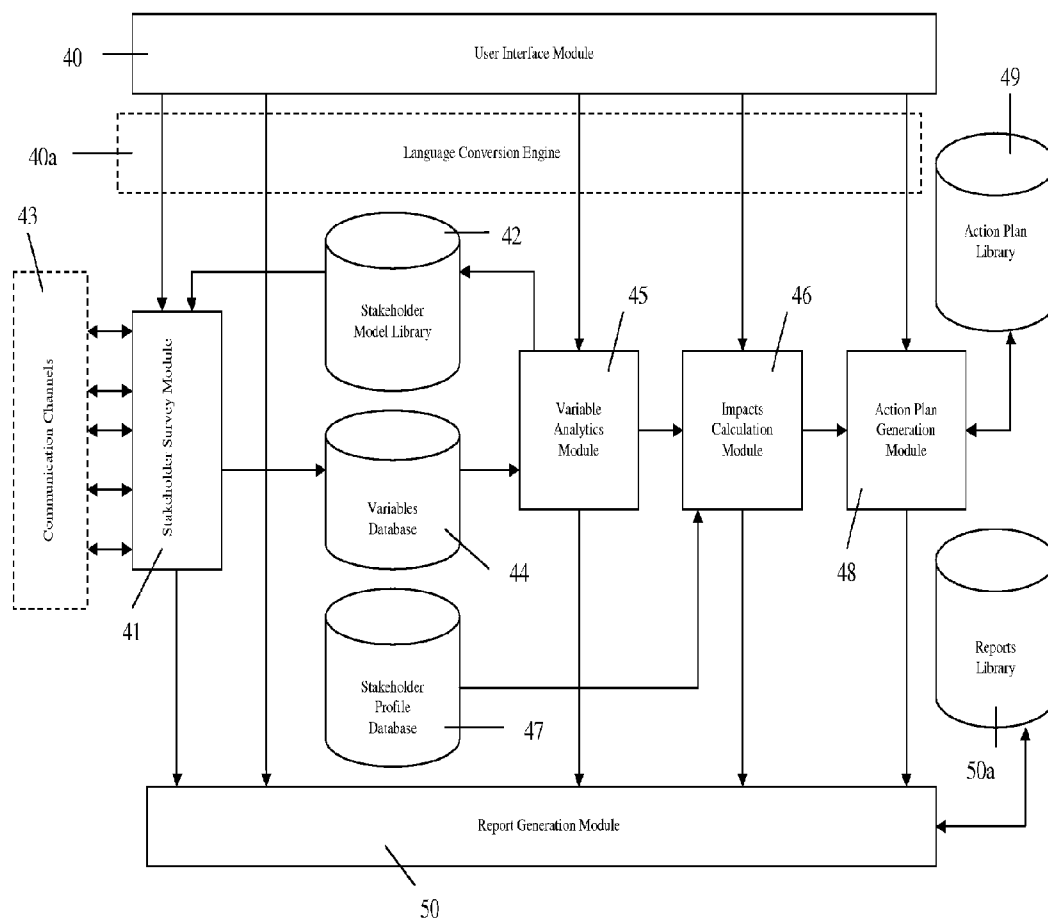 40
User Interface Module
49
40a
Language Conversion Engine
43
42
Action Plan
Library
Stakeholder
Model Library
45
46
Communication Channels
Stakeholder Survey Module
Variable
Analytics
Module
Impacts
Calculation
Module
Action Plan
Generation
Module
Variables
Database
44
48
41
Stakeholder
Profile
Database
47
Reports
Library
50a
Report Generation Module
50